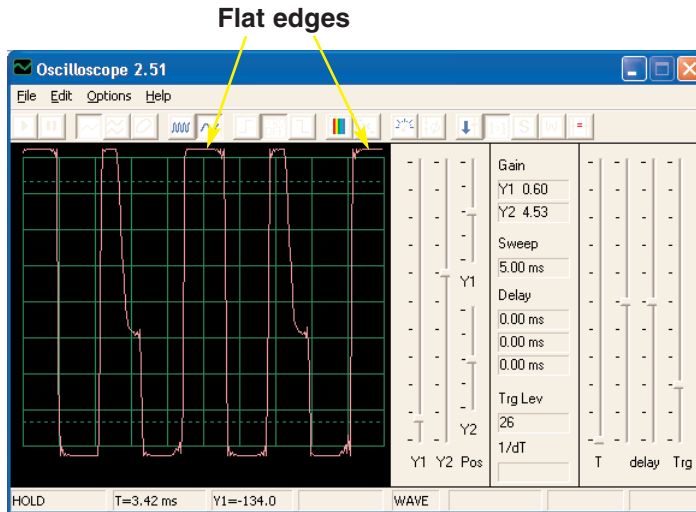 Flat edges
Oscilloscope 2.51
File Edit Options Help
Gain
Y1 0.60
Y2 4.53
Sweep
5.00 ms
Y1
Delay
0.00 ms
0.00 ms
0.00 ms
Trg Lev
26
Y2
1/dT
Y1 Y2 Pos
T delay Trg
HOLD T=3.42 ms Y1=-134.0 WAVE